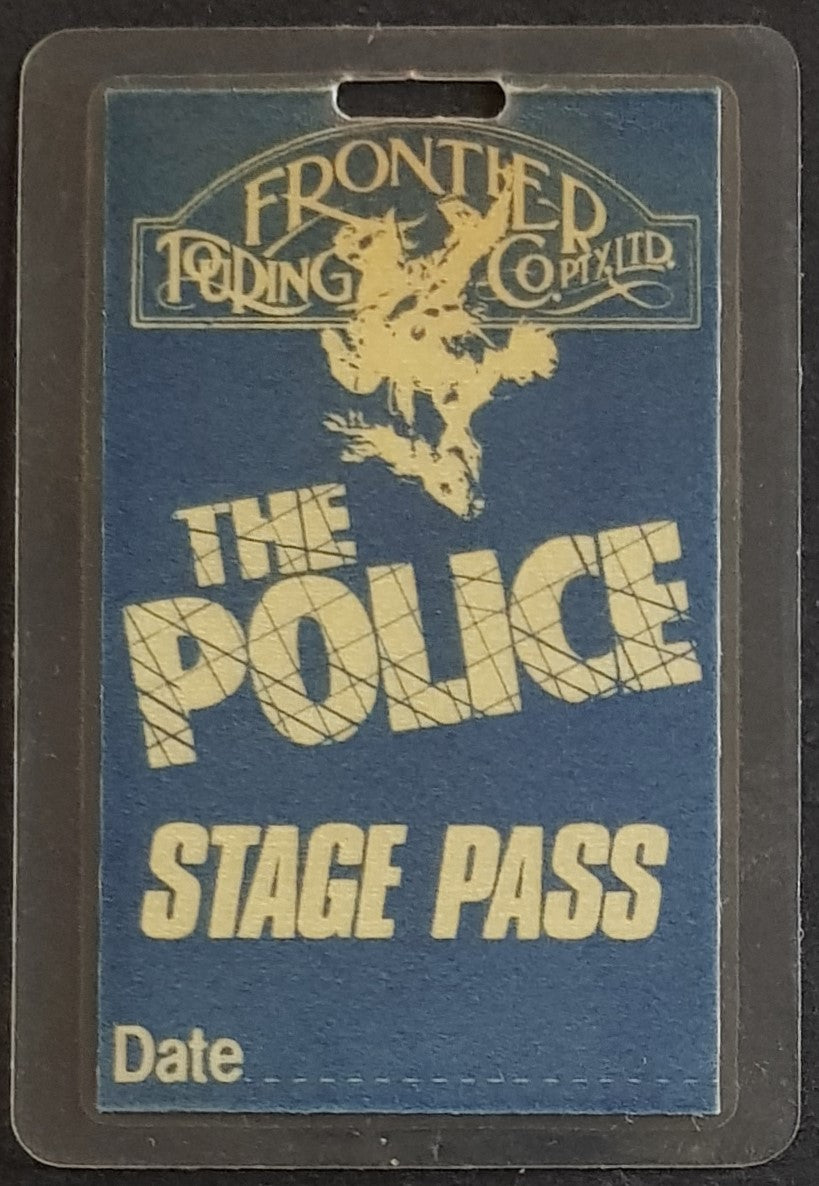 FRONTIER
TOURING CO. PTY. LTD.
THE
POLICE
STAGE PASS
Date